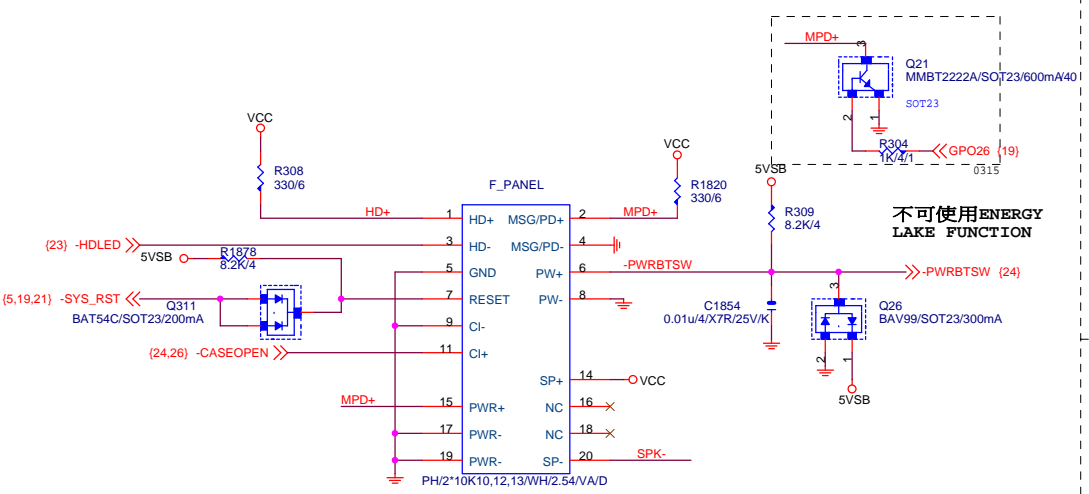 MPD+
3
Q21
MMBT2222A/SOT23/600mA/40
SOT23
2
1
R304
1K/4/1
GPO26 {19}
0315
VCC
R308
330/6
F_PANEL
VCC
R1820
330/6
5VSB
R309
8.2K/4
不可使用ENERGY
LAKE FUNCTION
HD+
1
HD+
MSG/PD+
2
MPD+
{23} -HDLED
3
HD-
MSG/PD-
4
5VSB
R1878
8.2K/4
5
GND
PW+
6
-PWRBTSW
-PWRBTSW {24}
{5,19,21} -SYS_RST
Q311
BAT54C/SOT23/200mA
7
RESET
PW-
8
C1854
0.01u/4/X7R/25V/K
3
Q26
BAV99/SOT23/300mA
2
1
5VSB
9
CI-
{24,26} -CASEOPEN
11
CI+
SP+
14
VCC
MPD+
15
PWR+
NC
16
17
PWR-
NC
18
19
PWR-
SP-
20
SPK-
PH/2*10K10,12,13/WH/2.54/VA/D